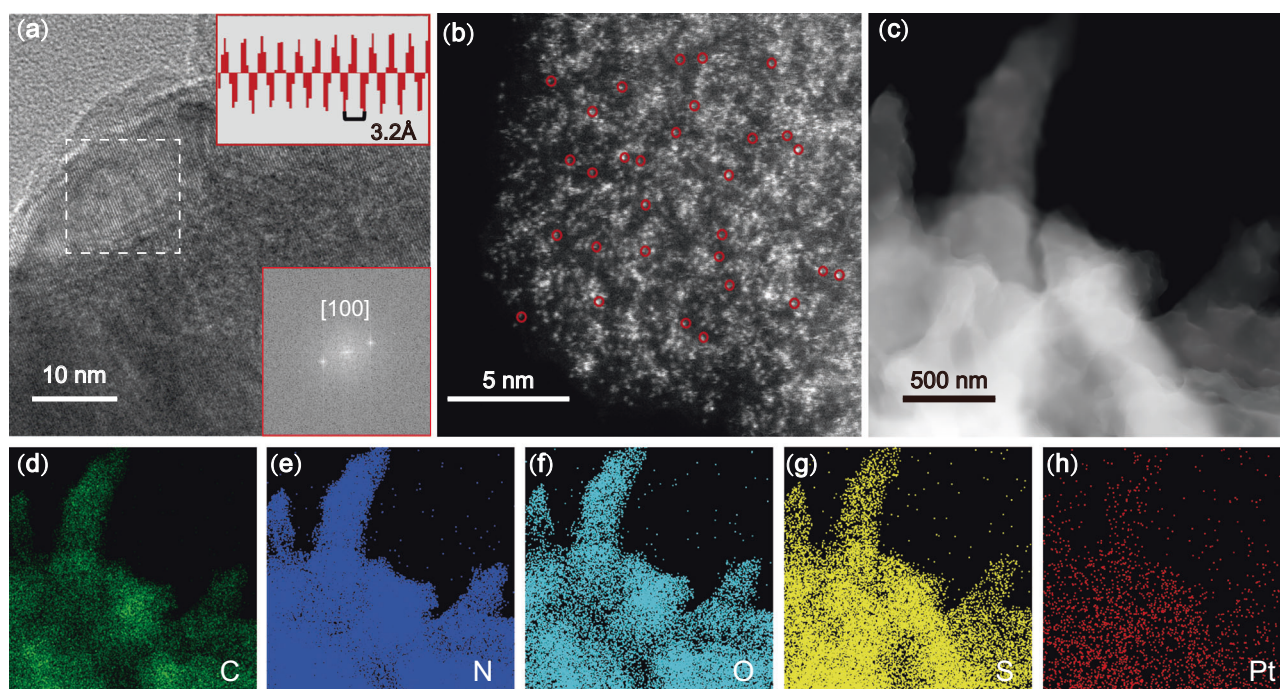 (a)
3.2Å
[100]
10 nm
(b)
5 nm
(c)
500 nm
(d)
C
(e)
N
(f)
O
(g)
S
(h)
Pt